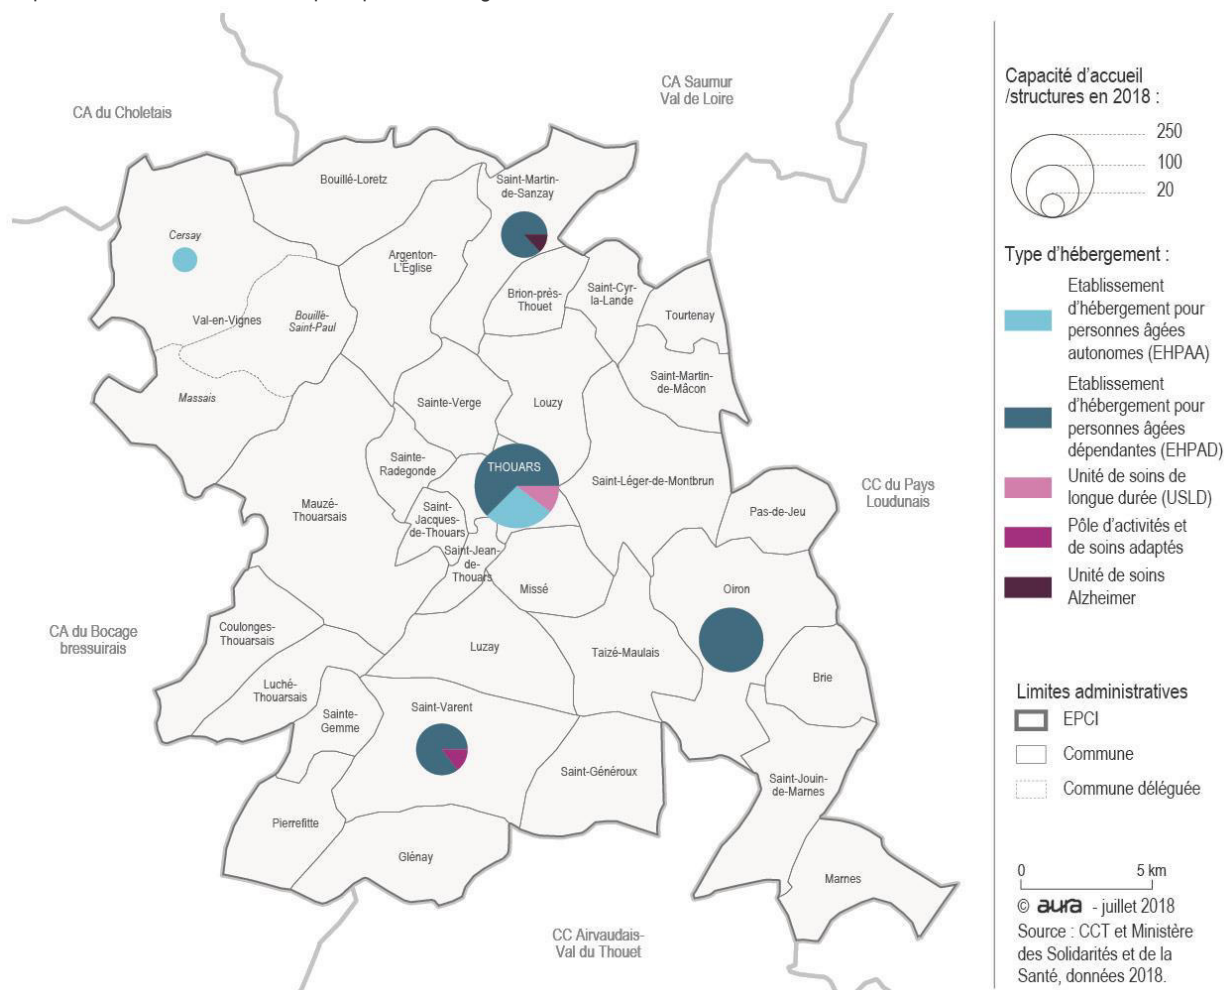 CA du Choletais
CA Saumur
Val de Loire
Bouillé-Loretz
Saint-Martin-
de-Sanzay
Cersay
Argenton-
L'Église
Brion-près-
Thouet
Saint-Cyr-
la-Lande
Tourtenay
Val-en-Vignes
Bouillé-
Saint-Paul
Saint-Martin-
de-Mâcon
Massais
Sainte-Verge
Louzy
Sainte-
Radegonde
THOUARS
Saint-Léger-de-Montbrun
CC du Pays
Loudunais
Mauzé-
Thouarsais
Saint-
Jacques-
de-Thouars
Pas-de-Jeu
Saint-Jean-
de-
Thouars
Missé
Oiron
CA du Bocage
bressuirais
Coulonges-
Thouarsais
Luzay
Taizé-Maulais
Brie
Luché-
Thouarsais
Sainte-
Gemme
Saint-Varent
Saint-Généroux
Saint-Jouin-
de-Marnes
Pierrefitte
Glénay
Marnes
CC Airvaudais-
Val du Thouet
Capacité d'accueil
/structures en 2018 :
250
100
20
Type d'hébergement :
Etablissement
d'hébergement pour
personnes âgées
autonomes (EHPAA)
Etablissement
d'hébergement pour
personnes âgées
dépendantes (EHPAD)
Unité de soins de
longue durée (USLD)
Pôle d'activités et
de soins adaptés
Unité de soins
Alzheimer
Limites administratives
EPCI
Commune
Commune déléguée
0 5 km
© aura - juillet 2018
Source : CCT et Ministère
des Solidarités et de la
Santé, données 2018.